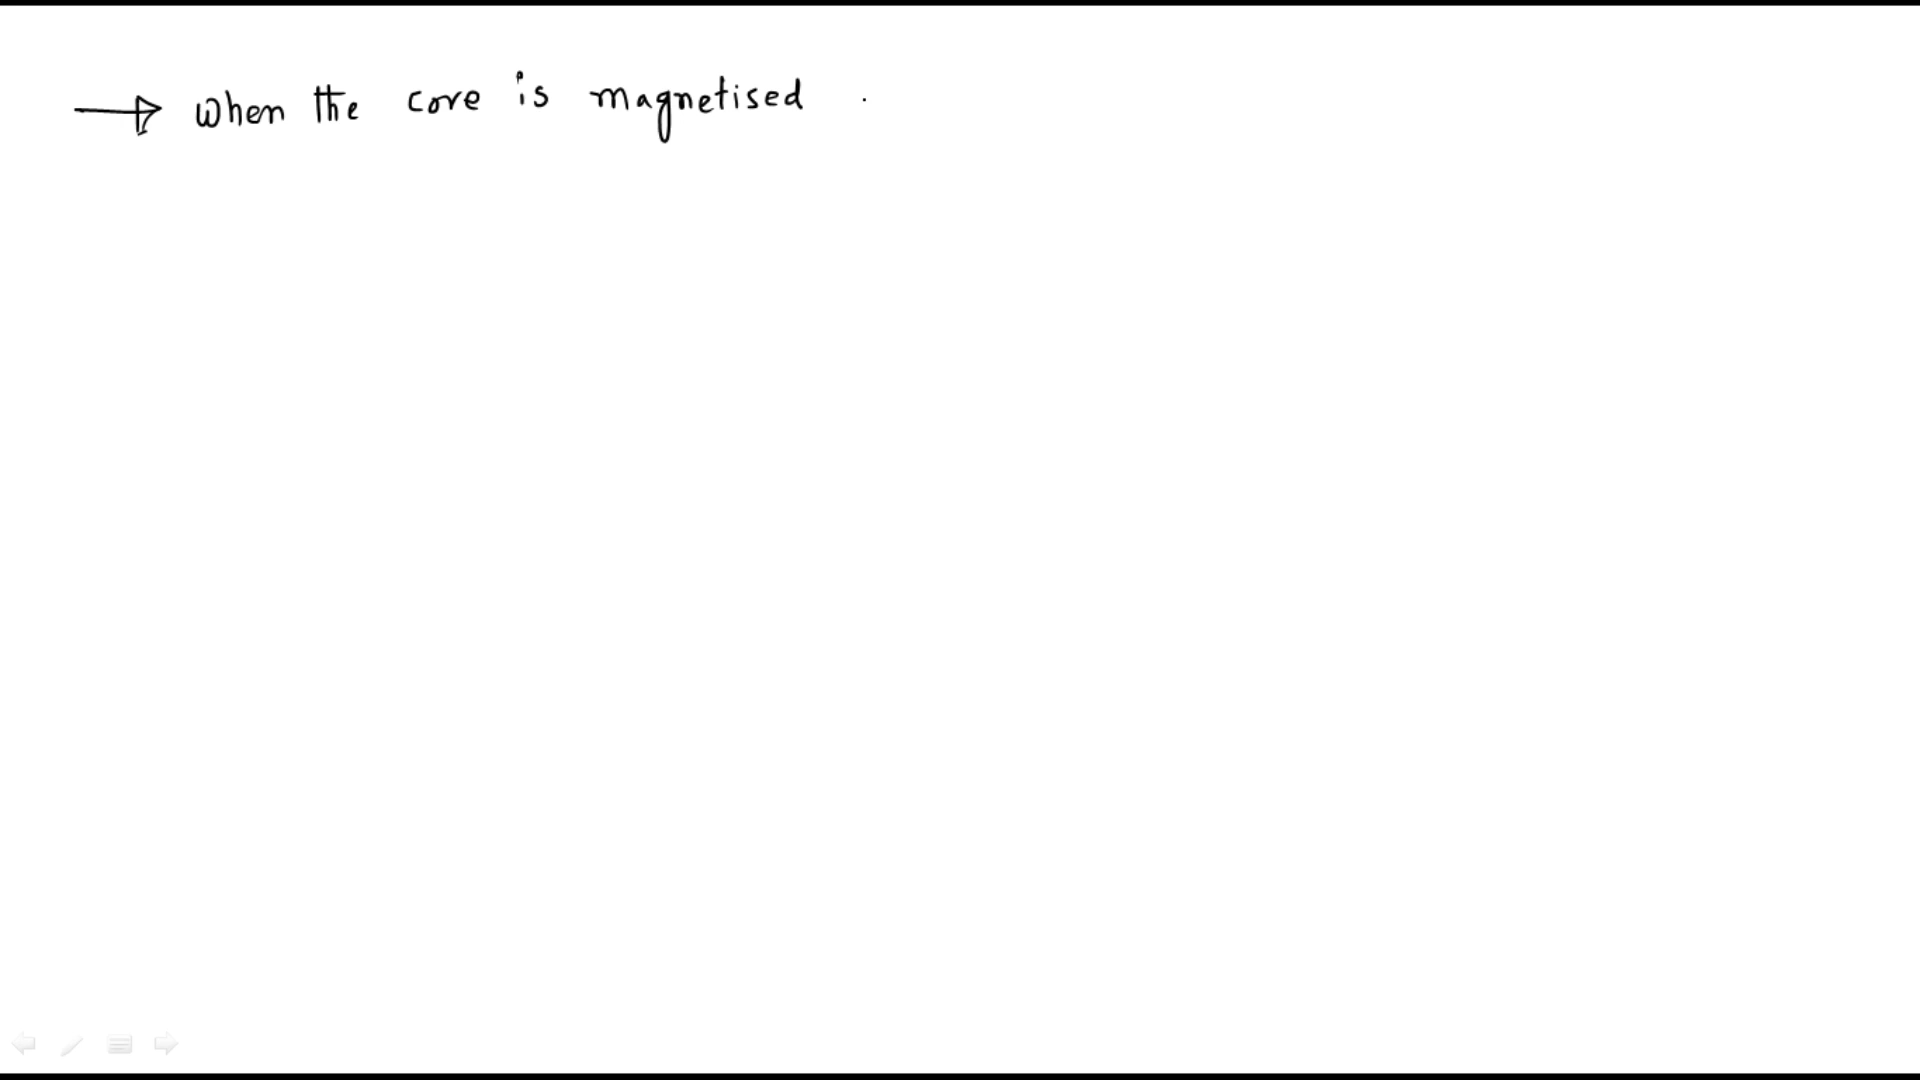 → when the core is magnetised